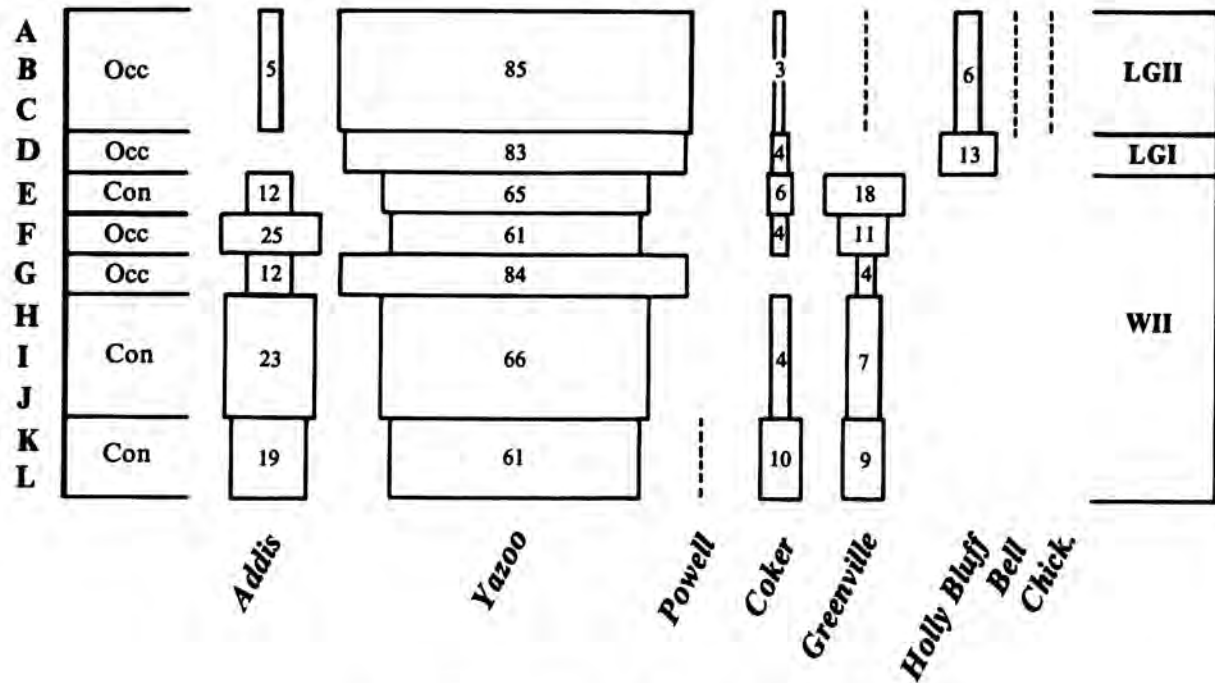 A
B Occ 5 85 3 6 LGII
C
D Occ 83 4 13 LGI
E Con 12 65 6 18
F Occ 25 61 4 11
G Occ 12 84 4
H
I Con 23 66 4 7 WII
J
K Con 19 61 10 9
L
Addis Yazoo Powell Coker Greenville Holly Bluff Bell Chick.